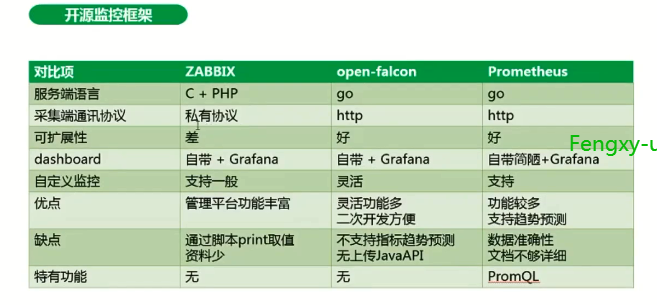 开源监控框架
对比项 ZABBIX open-falcon Prometheus
服务端语言 C + PHP go go
采集端通讯协议 私有协议 http http
可扩展性 差 好 好
Fengxy-u
dashboard 自带 + Grafana 自带 + Grafana 自带简陋+Grafana
自定义监控 支持一般 灵活 支持
优点 管理平台功能丰富 灵活功能多 功能较多
二次开发方便 支持趋势预测
缺点 通过脚本print取值 不支持指标趋势预测 数据准确性
资料少 无上传JavaAPI 文档不够详细
特有功能 无 无 PromQL